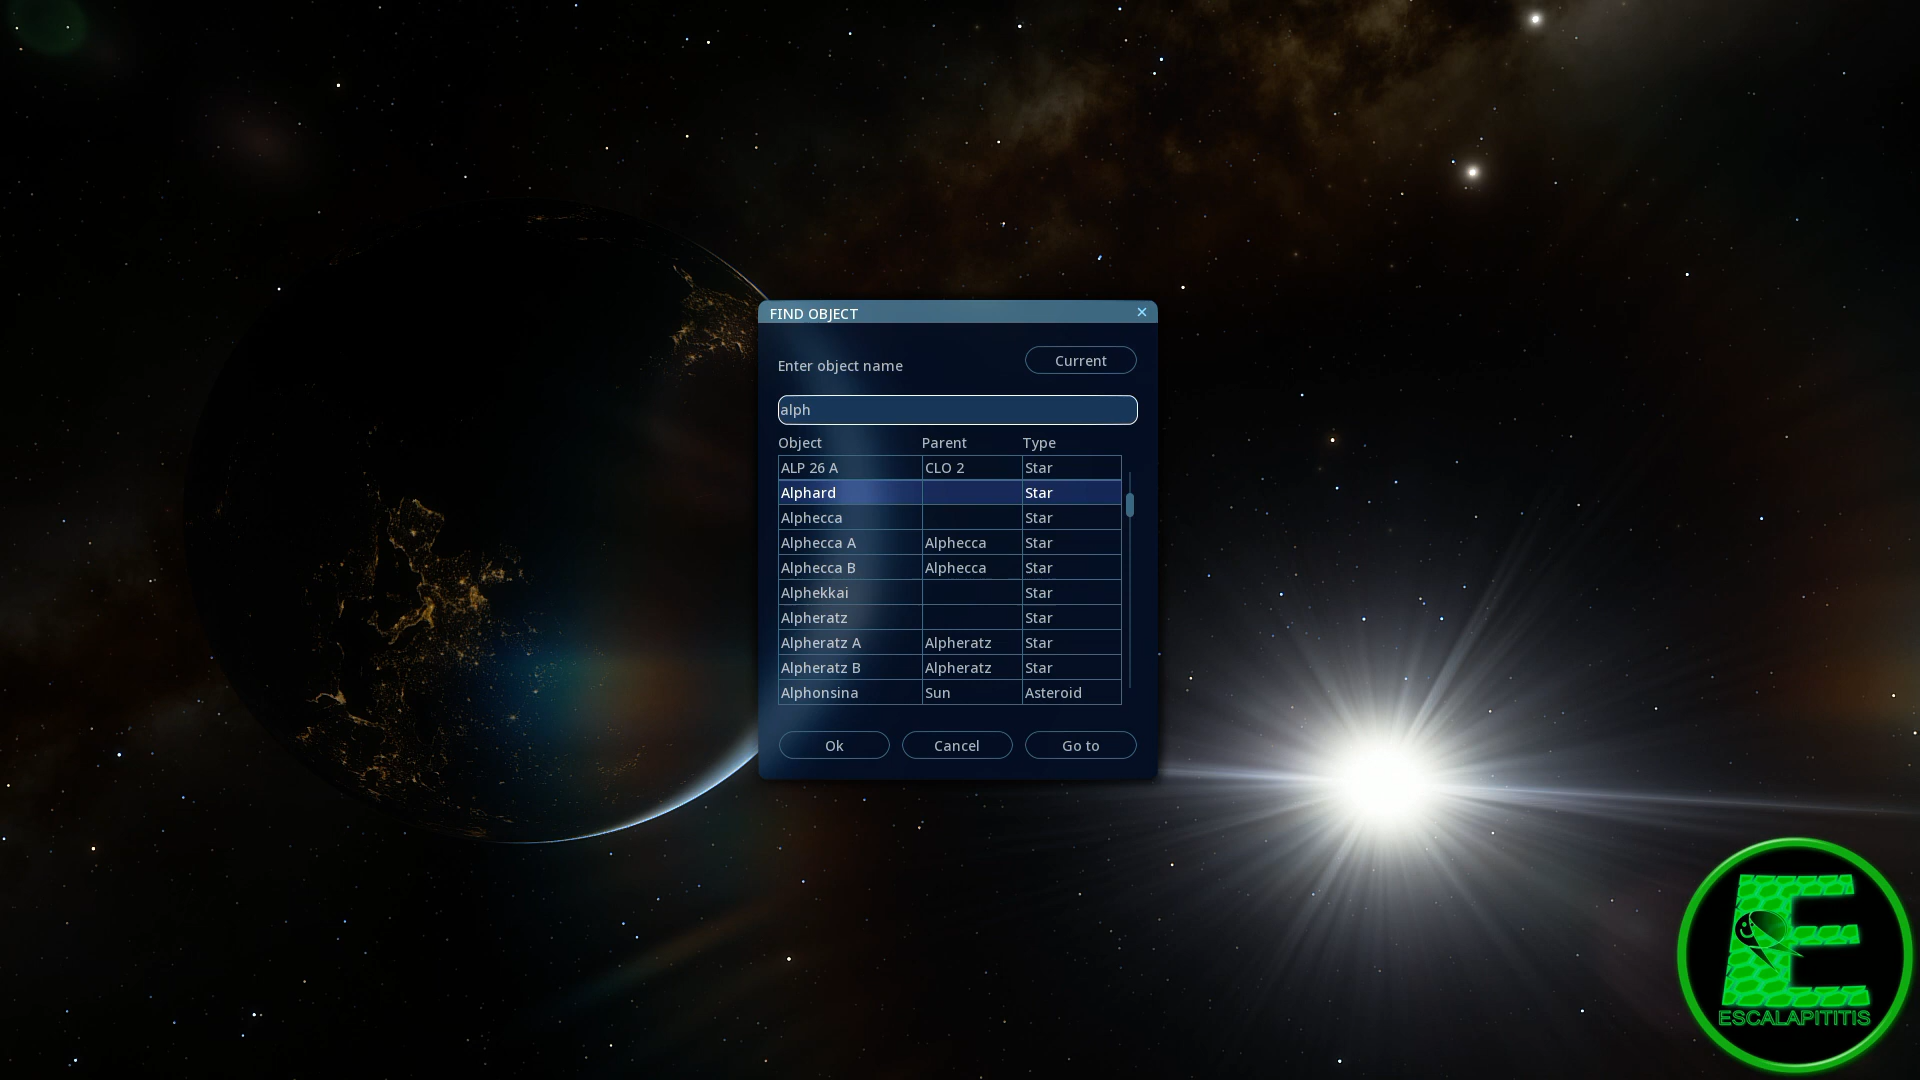 FIND OBJECT
Enter object name
Current
alph
Object Parent Type
ALP 26 A CLO 2 Star
Alphard Star
Alphecca Star
Alphecca A Alphecca Star
Alphecca B Alphecca Star
Alphekkai Star
Alpheratz Star
Alpheratz A Alpheratz Star
Alpheratz B Alpheratz Star
Alphonsina Sun Asteroid
Ok Cancel Go to
E
ESCALAPITITIS